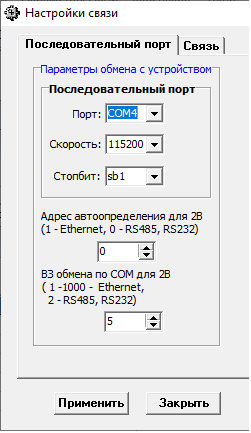 Настройки связи
Последовательный порт
Связь
Параметры обмена с устройством
Последовательный порт
Порт: COM4
Скорость: 115200
Стопбит: sb1
Адрес автоопределения для 2В
(1 - Ethernet, 0 - RS485, RS232)
0
ВЗ обмена по COM для 2В
( 1 -1000 - Ethernet,
2 - RS485, RS232)
5
Применить
Закрыть